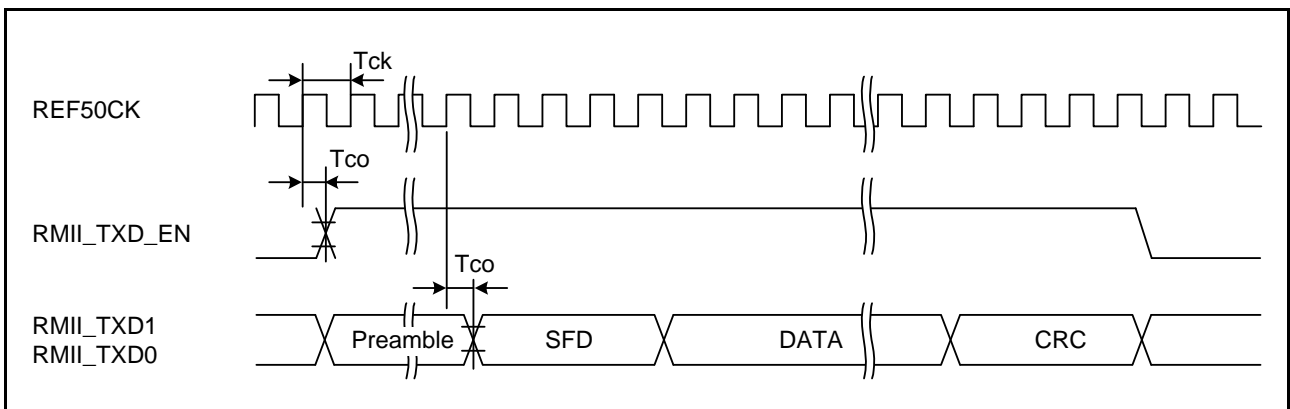 Tck
REF50CK
Tco
RMII_TXD_EN
Tco
RMII_TXD1
RMII_TXD0
Preamble
SFD
DATA
CRC